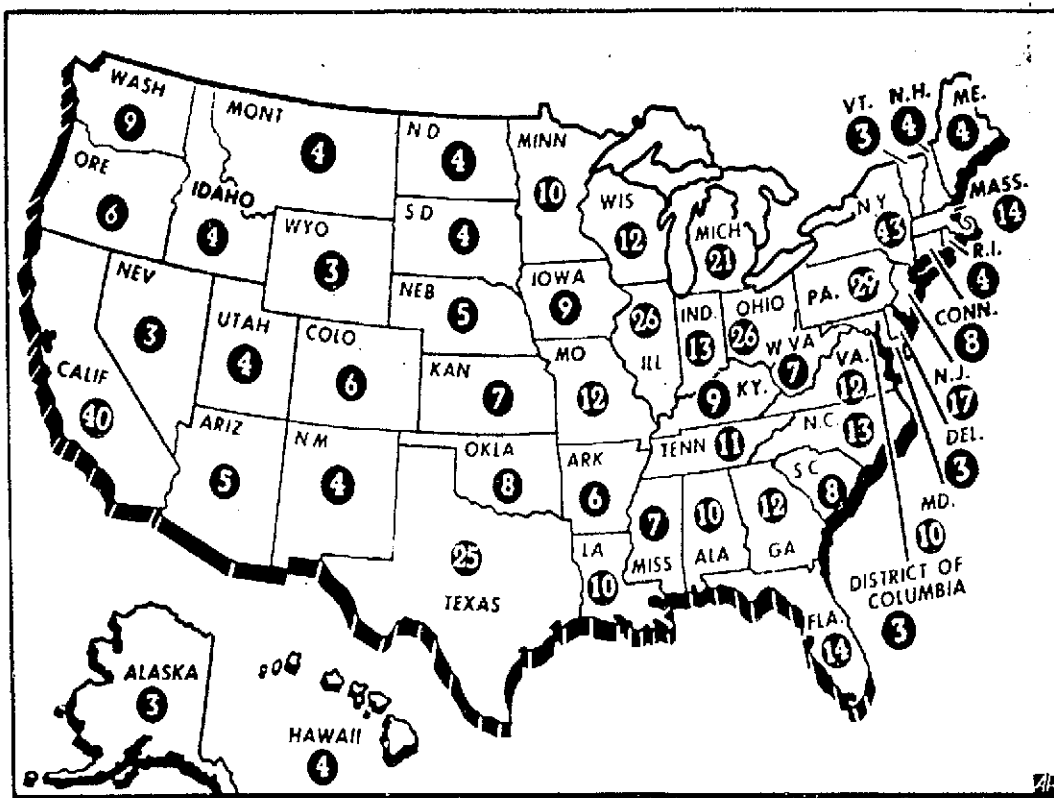 WASH
9
ORE
6
IDAHO
4
MONT
4
N D
4
MINN
10
S D
4
WYO
3
NEV
3
UTAH
4
COLO
6
CALIF
40
ARIZ
5
N M
4
NEB
5
KAN
7
OKLA
8
25
TEXAS
IOWA
9
MO
12
ARK
6
LA
10
WIS
12
MICH
21
26
ILL
IND.
13
OHIO
26
KY.
9
TENN 11
7
MISS
10
ALA
12
GA
FLA.
14
S C
8
N.C.
13
VA.
12
W VA
7
PA. 29
N Y
43
VT.
3
N.H.
4
ME.
4
MASS.
14
R.I.
4
CONN.
8
N.J.
17
DEL.
3
MD.
10
DISTRICT OF
COLUMBIA
3
ALASKA
3
HAWAII
4